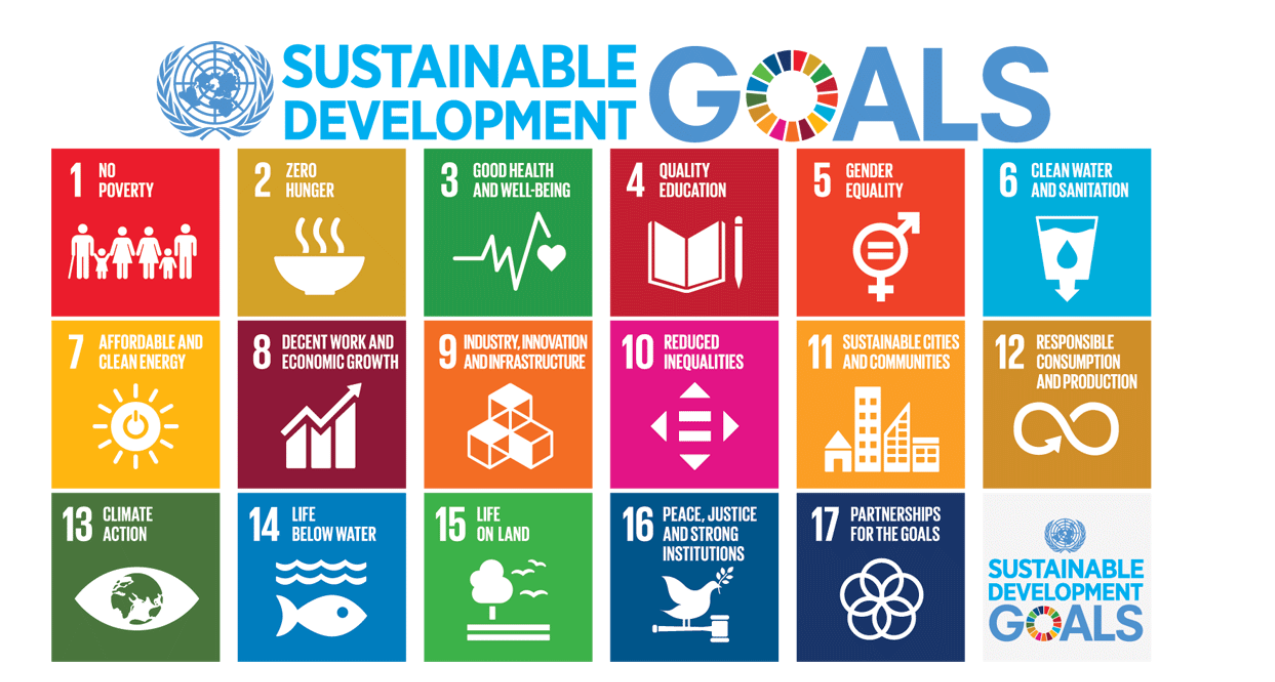 SUSTAINABLE
DEVELOPMENT
GOALS
1 NO
POVERTY
2 ZERO
HUNGER
3 GOOD HEALTH
AND WELL-BEING
4 QUALITY
EDUCATION
5 GENDER
EQUALITY
6 CLEAN WATER
AND SANITATION
7 AFFORDABLE AND
CLEAN ENERGY
8 DECENT WORK AND
ECONOMIC GROWTH
9 INDUSTRY, INNOVATION
AND INFRASTRUCTURE
10 REDUCED
INEQUALITIES
11 SUSTAINABLE CITIES
AND COMMUNITIES
12 RESPONSIBLE
CONSUMPTION
AND PRODUCTION
13 CLIMATE
ACTION
14 LIFE
BELOW WATER
15 LIFE
ON LAND
16 PEACE, JUSTICE
AND STRONG
INSTITUTIONS
17 PARTNERSHIPS
FOR THE GOALS
SUSTAINABLE
DEVELOPMENT
GOALS